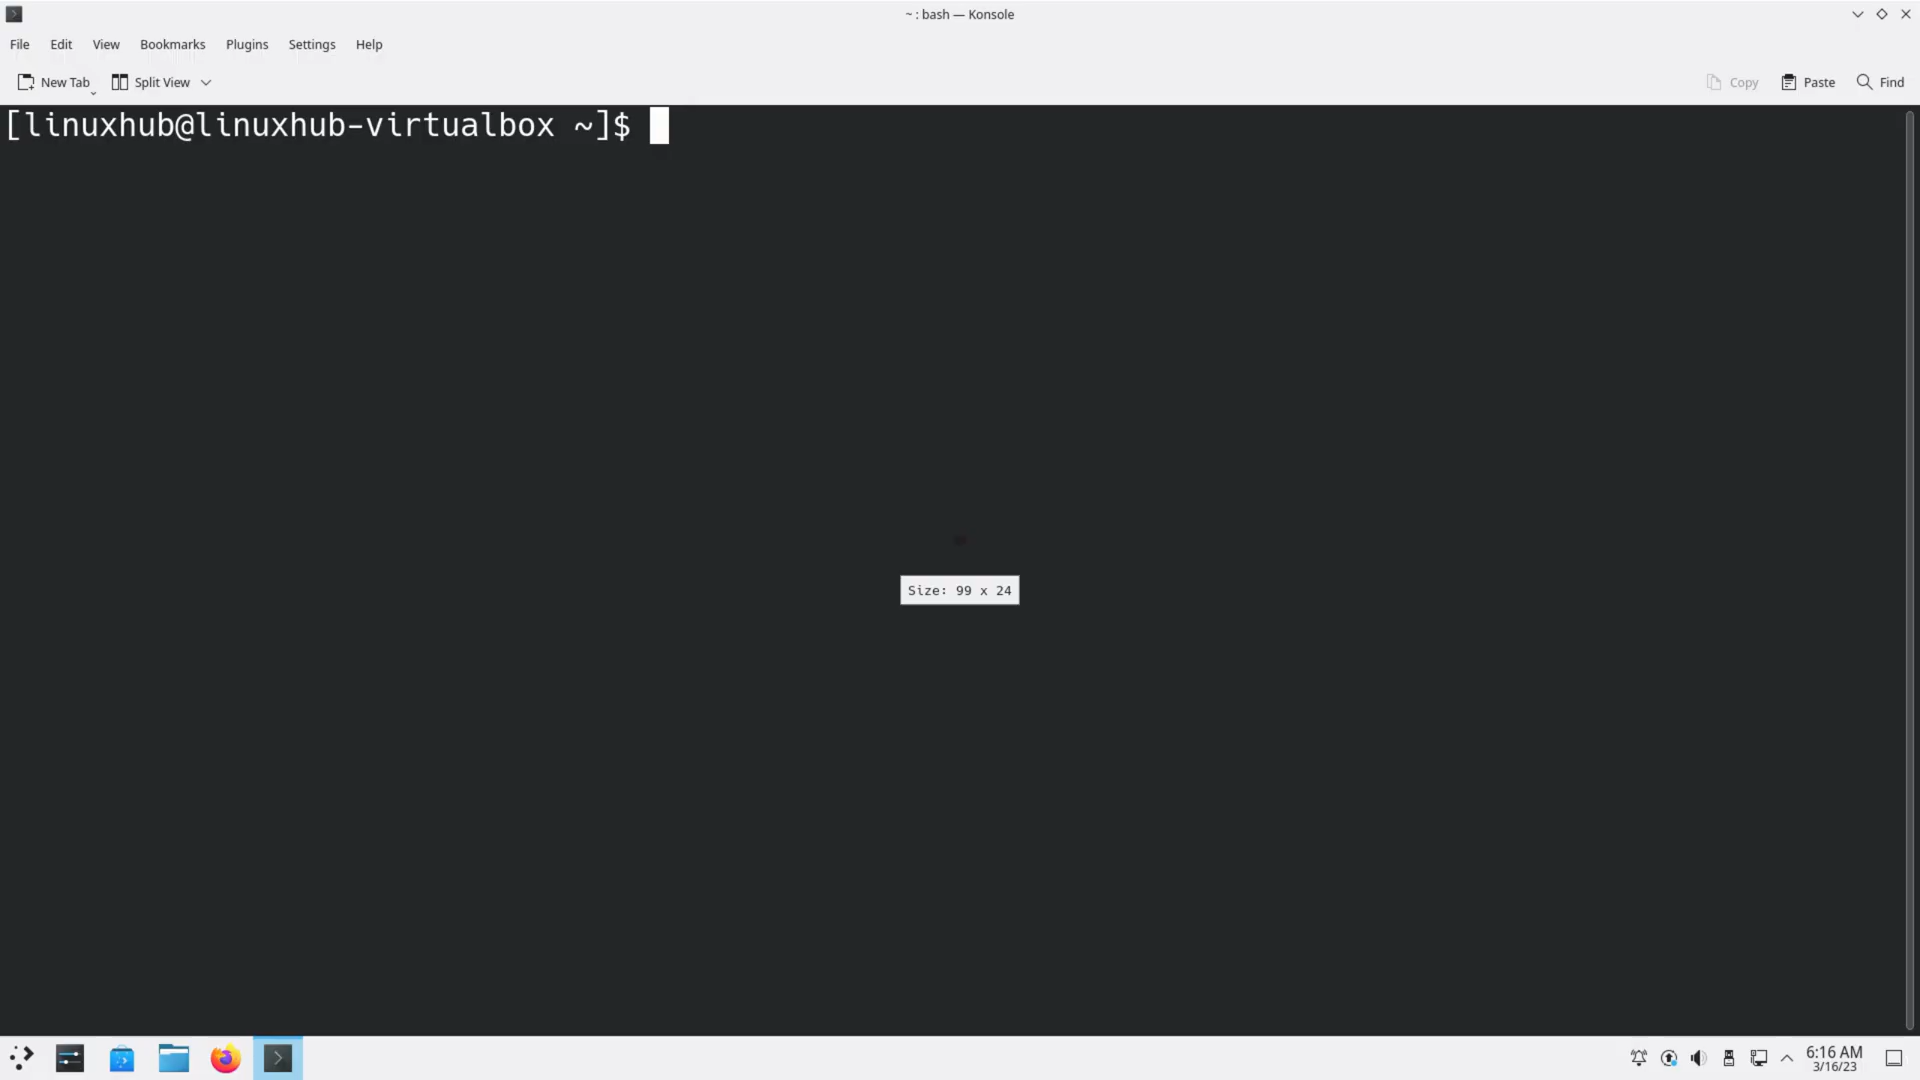 ~ : bash — Konsole
File Edit View Bookmarks Plugins Settings Help
New Tab Split View Copy Paste Find
[linuxhub@linuxhub-virtualbox ~]$
Size: 99 x 24
6:16 AM
3/16/23